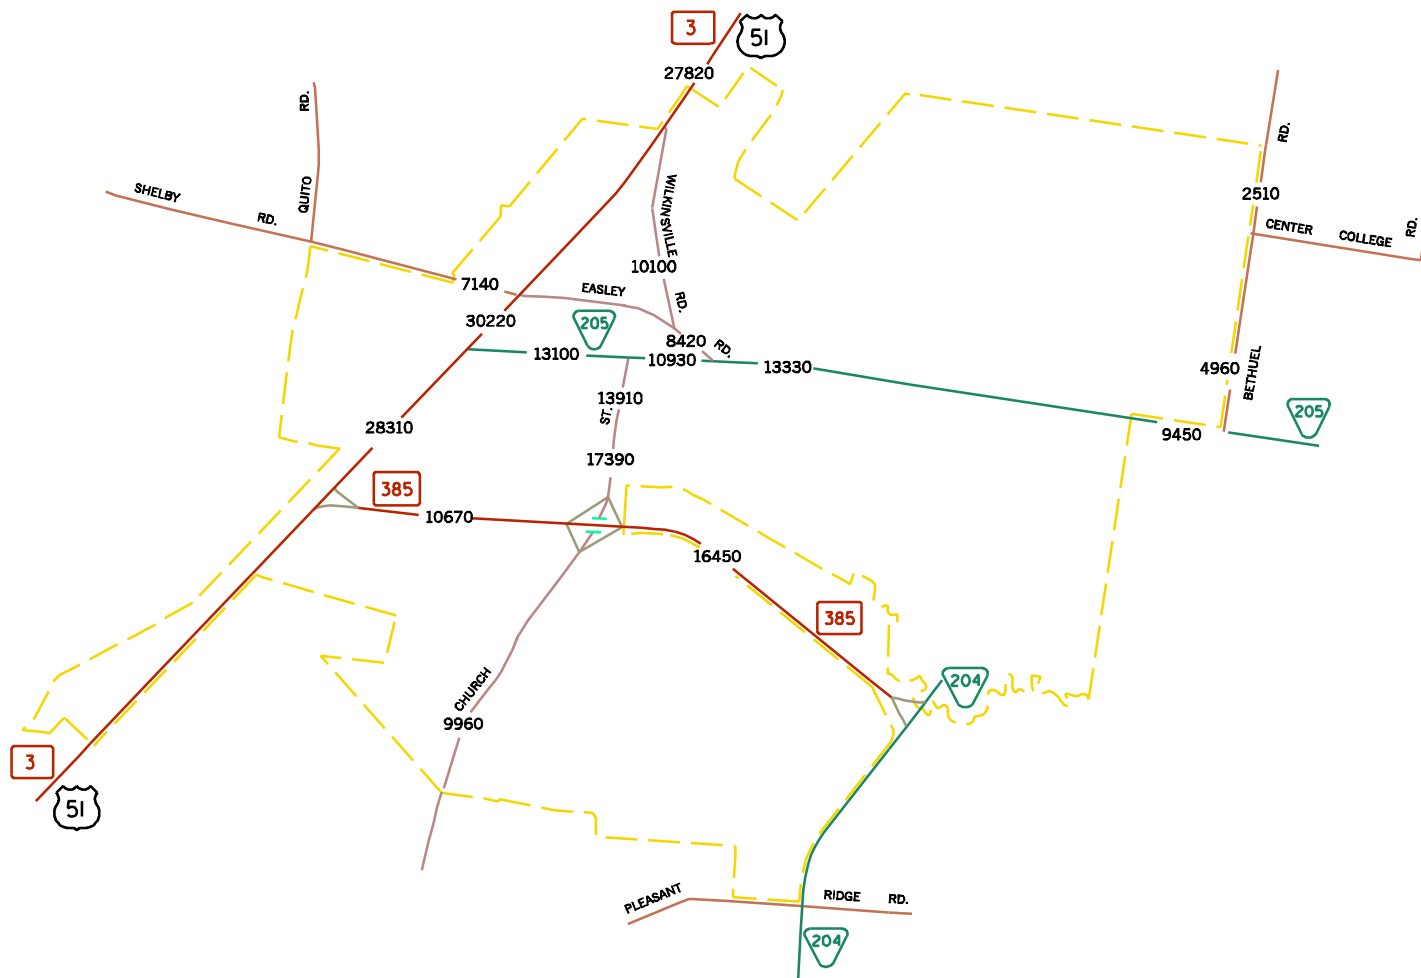 3
51
27820
RD.
RD.
SHELBY
QUITO
RD.
WILKINSVILLE
2510
CENTER
COLLEGE
RD.
10100
7140
EASLEY
RD.
30220
205
8420
RD.
13100
10930
13330
4960
BETHUEL
13910
ST.
205
28310
9450
17390
385
10670
16450
385
CHURCH
204
9960
3
51
PLEASANT
RIDGE
RD.
204